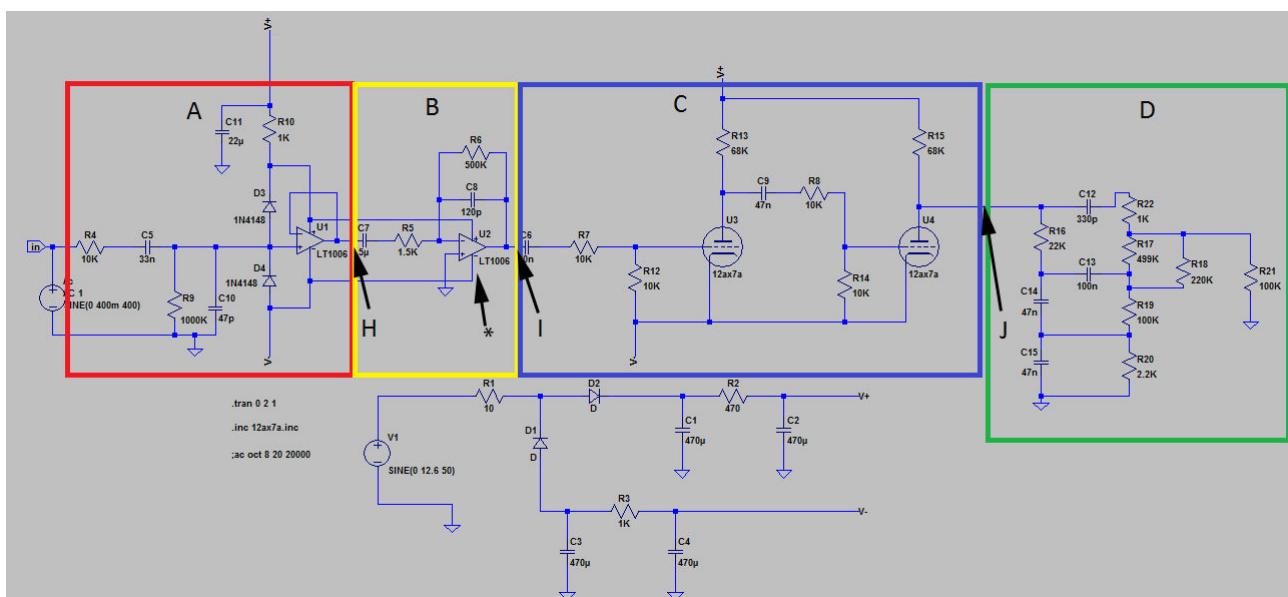 V+
A
B
C
D
V+
C11
22µ
R10
1K
R6
500K
R13
68K
R15
68K
C8
120p
C9
47n
R8
10K
C12
330p
R22
1K
D3
1N4148
U1
LT1006
U2
LT1006
U3
12ax7a
U4
12ax7a
in
R4
10K
C5
33n
C7
5µ
R5
1.5K
C6
0n
R7
10K
R16
22K
R17
499K
C13
100n
R18
220K
R21
100K
D4
1N4148
R9
1000K
C10
47p
C 1
INE(0 400m 400)
R12
10K
R14
10K
C14
47n
R19
100K
H
*
I
J
V-
V-
C15
47n
R20
2.2K
.tran 0 2 1
.inc 12ax7a.inc
;ac oct 8 20 20000
R1
10
D2
D
R2
470
V+
V1
SINE(0 12.6 50)
D1
D
C1
470µ
C2
470µ
R3
1K
V-
C3
470µ
C4
470µ